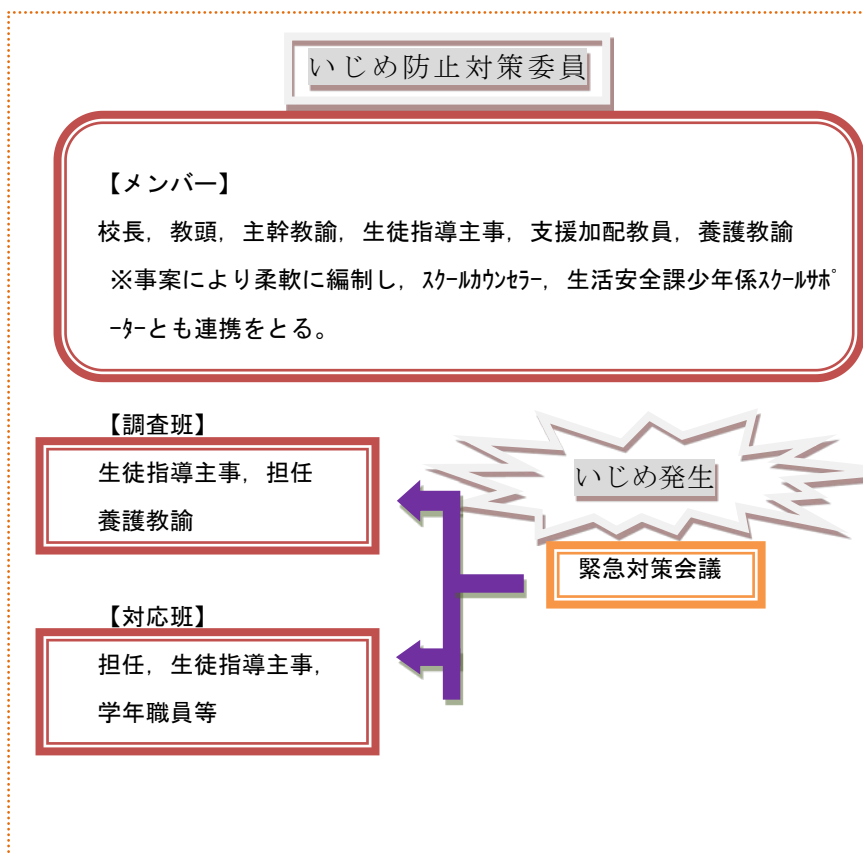 いじめ防止対策委員
【メンバー】
校長，教頭，主幹教諭，生徒指導主事，支援加配教員，養護教諭
※事案により柔軟に編制し，ｽｸｰﾙｶｳﾝｾﾗｰ，生活安全課少年係ｽｸｰﾙｻﾎﾟ
ｰﾀｰとも連携をとる。
【調査班】
生徒指導主事，担任
養護教諭
いじめ発生
緊急対策会議
【対応班】
担任，生徒指導主事，
学年職員等